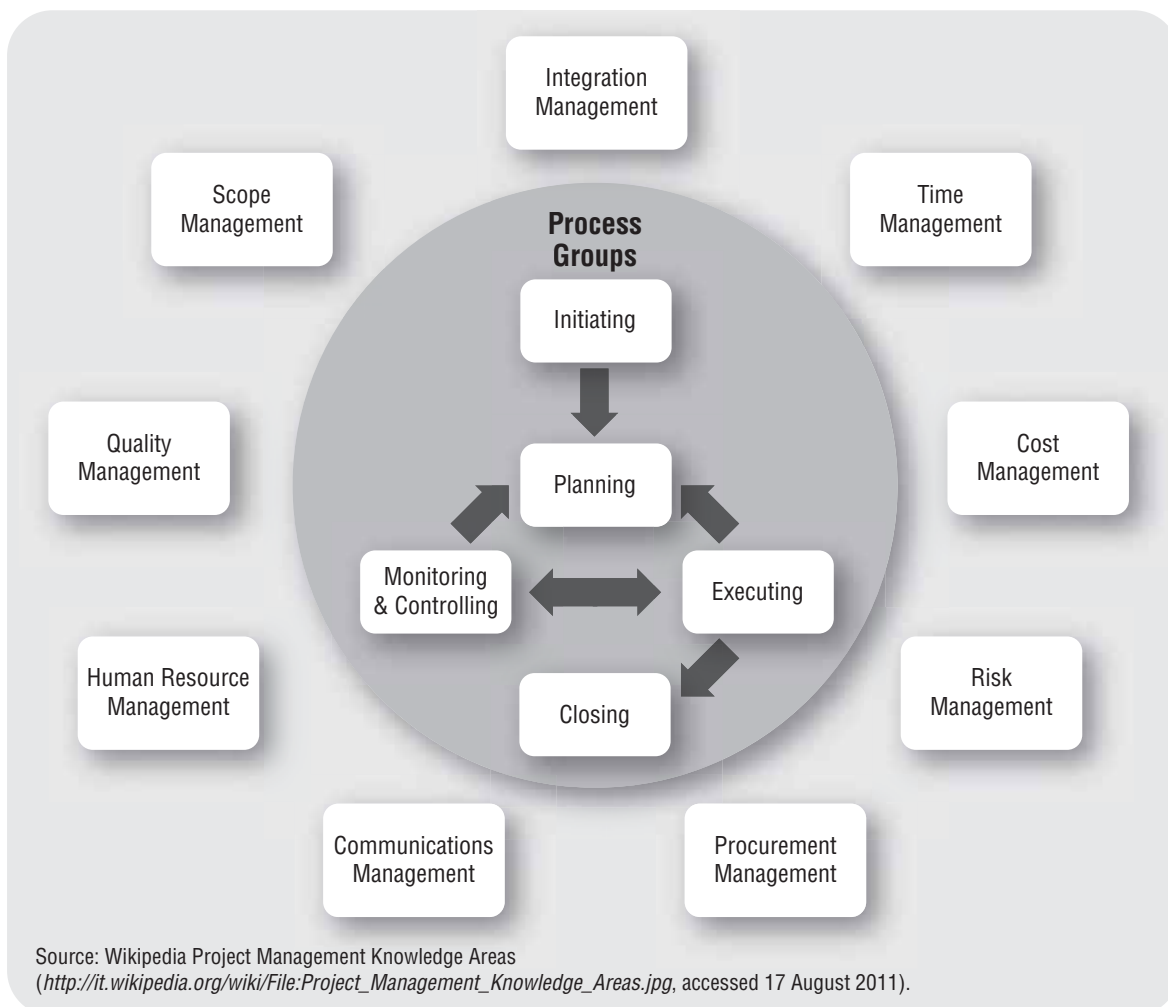 Integration
Management
Scope
Management
Time
Management
Process
Groups
Initiating
Quality
Management
Planning
Cost
Management
Monitoring
& Controlling
Executing
Human Resource
Management
Risk
Management
Closing
Communications
Management
Procurement
Management
Source: Wikipedia Project Management Knowledge Areas
(http://it.wikipedia.org/wiki/File:Project_Management_Knowledge_Areas.jpg, accessed 17 August 2011).